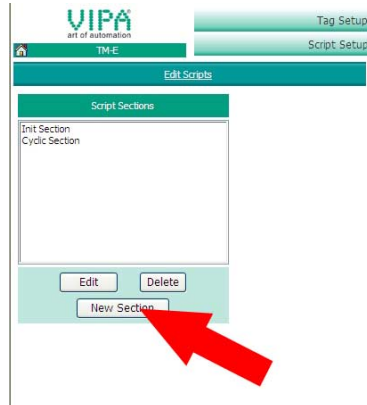 VIPA
art of automation
TM-E
Tag Setup
Script Setup
Edit Scripts
Script Sections
Init Section
Cyclic Section
Edit
Delete
New Section